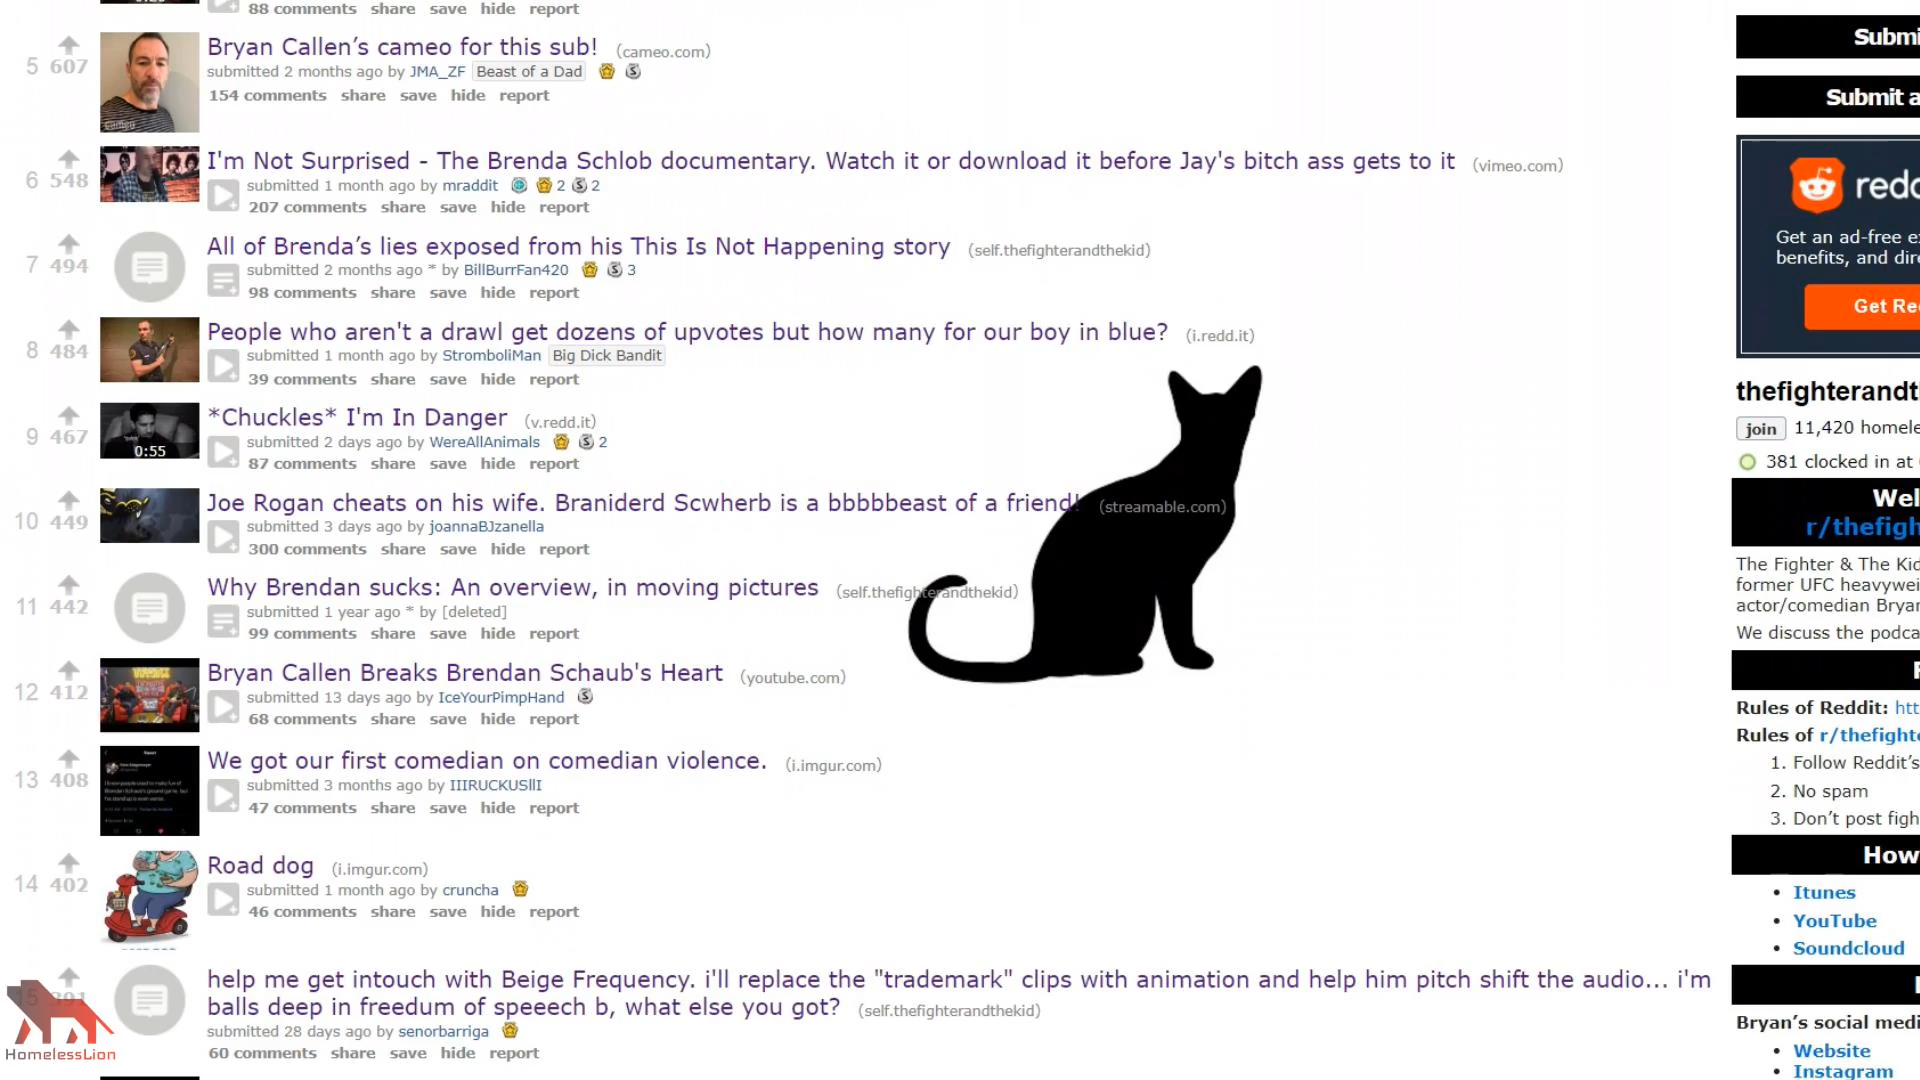 88 comments share save hide report
5 607 Bryan Callen’s cameo for this sub! (cameo.com)
submitted 2 months ago by JMA_ZF Beast of a Dad
154 comments share save hide report
cameo
6 548 I'm Not Surprised - The Brenda Schlob documentary. Watch it or download it before Jay's bitch ass gets to it (vimeo.com)
submitted 1 month ago by mraddit 2 2
207 comments share save hide report
7 494 All of Brenda’s lies exposed from his This Is Not Happening story (self.thefighterandthekid)
submitted 2 months ago * by BillBurrFan420 3
98 comments share save hide report
8 484 People who aren't a drawl get dozens of upvotes but how many for our boy in blue? (i.redd.it)
submitted 1 month ago by StromboliMan Big Dick Bandit
39 comments share save hide report
9 467 *Chuckles* I'm In Danger (v.redd.it)
0:55
submitted 2 days ago by WereAllAnimals 2
87 comments share save hide report
10 449 Joe Rogan cheats on his wife. Braniderd Scwherb is a bbbbbeast of a friend! (streamable.com)
submitted 3 days ago by joannaBJzanella
300 comments share save hide report
11 442 Why Brendan sucks: An overview, in moving pictures (self.thefighterandthekid)
submitted 1 year ago * by [deleted]
99 comments share save hide report
12 412 Bryan Callen Breaks Brendan Schaub's Heart (youtube.com)
submitted 13 days ago by IceYourPimpHand
68 comments share save hide report
13 408 We got our first comedian on comedian violence. (i.imgur.com)
submitted 3 months ago by IIIRUCKUSllI
47 comments share save hide report
14 402 Road dog (i.imgur.com)
submitted 1 month ago by cruncha
46 comments share save hide report
15 391 help me get intouch with Beige Frequency. i'll replace the "trademark" clips with animation and help him pitch shift the audio... i'm
balls deep in freedum of speeech b, what else you got? (self.thefighterandthekid)
submitted 28 days ago by senorbarriga
60 comments share save hide report
HomelessLion
Submi
Submit a
redd
Get an ad-free e
benefits, and dire
Get Re
thefighterandt
join 11,420 homele
381 clocked in at
Wel
r/thefigh
The Fighter & The Kid
former UFC heavywei
actor/comedian Bryan
We discuss the podca
Rules of Reddit: htt
Rules of r/thefighte
1. Follow Reddit’s
2. No spam
3. Don’t post figh
How
• Itunes
• YouTube
• Soundcloud
Bryan’s social medi
• Website
• Instagram